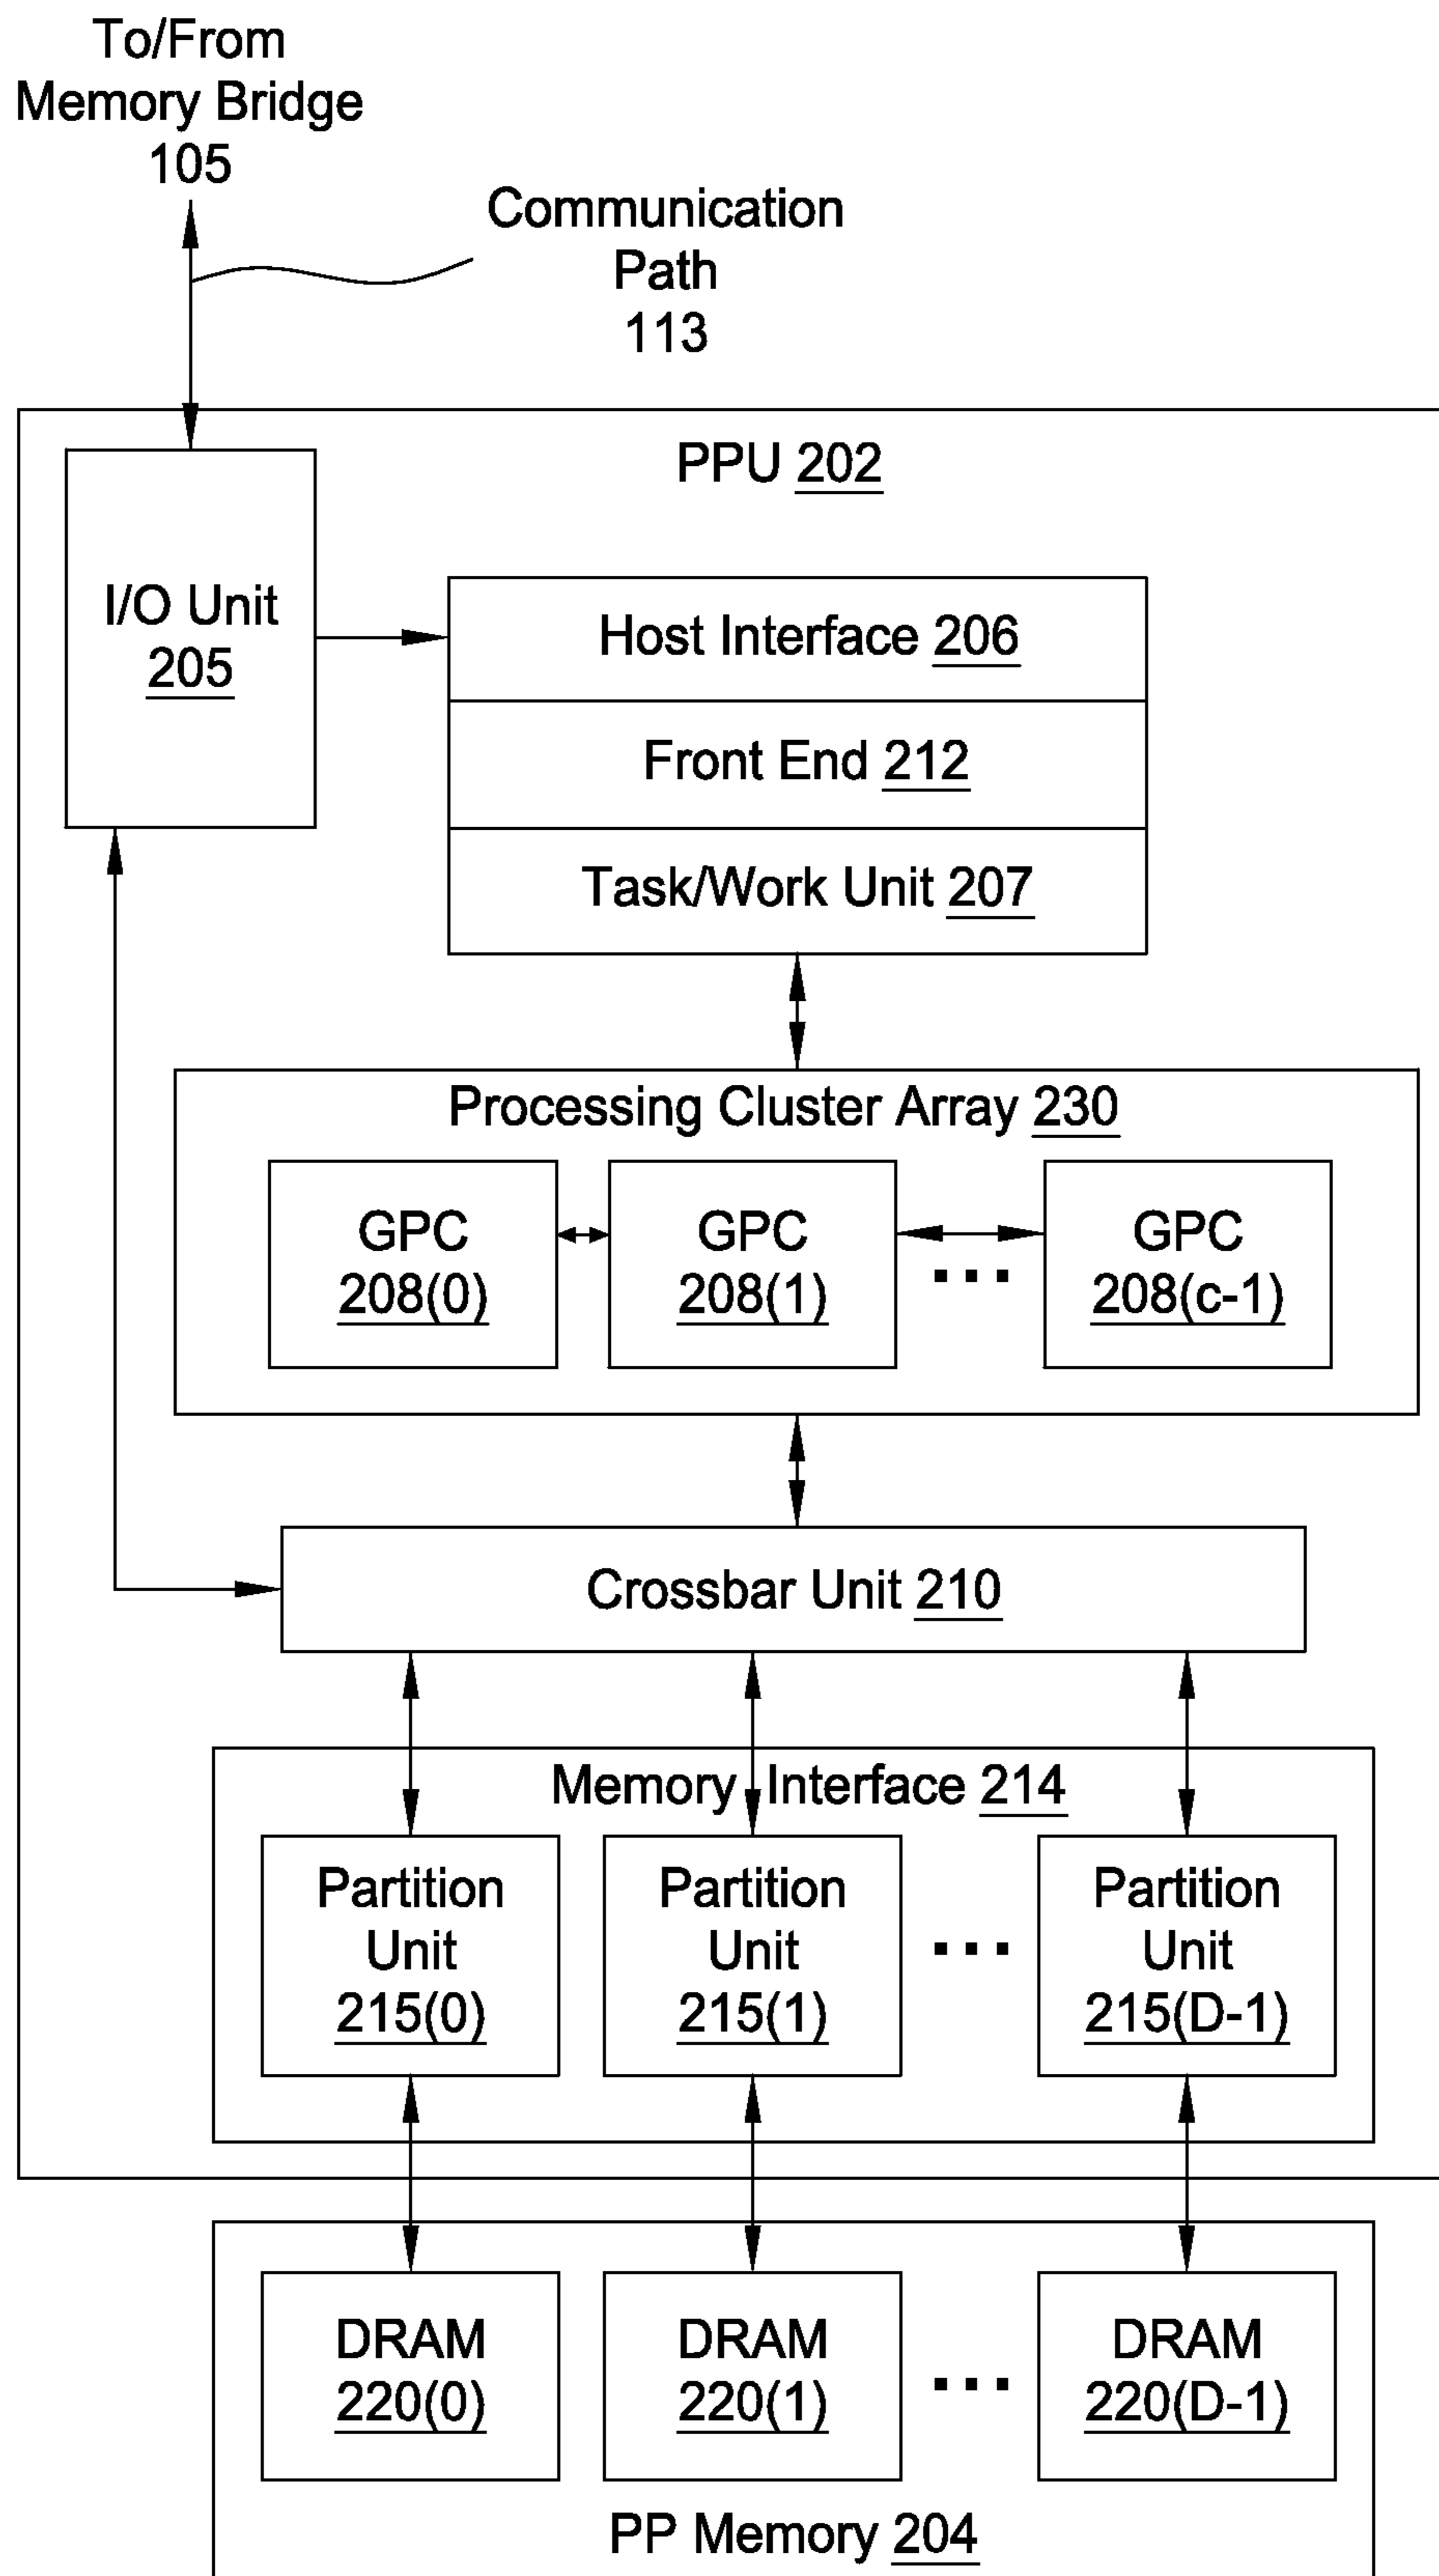 To/From
Memory Bridge
105
Communication
Path
113
PPU 202
I/O Unit
205
Host Interface 206
Front End 212
Task/Work Unit 207
Processing Cluster Array 230
GPC
208(0)
GPC
208(1)
...
GPC
208(c-1)
Crossbar Unit 210
Memory Interface 214
Partition
Unit
215(0)
Partition
Unit
215(1)
...
Partition
Unit
215(D-1)
DRAM
220(0)
DRAM
220(1)
...
DRAM
220(D-1)
PP Memory 204